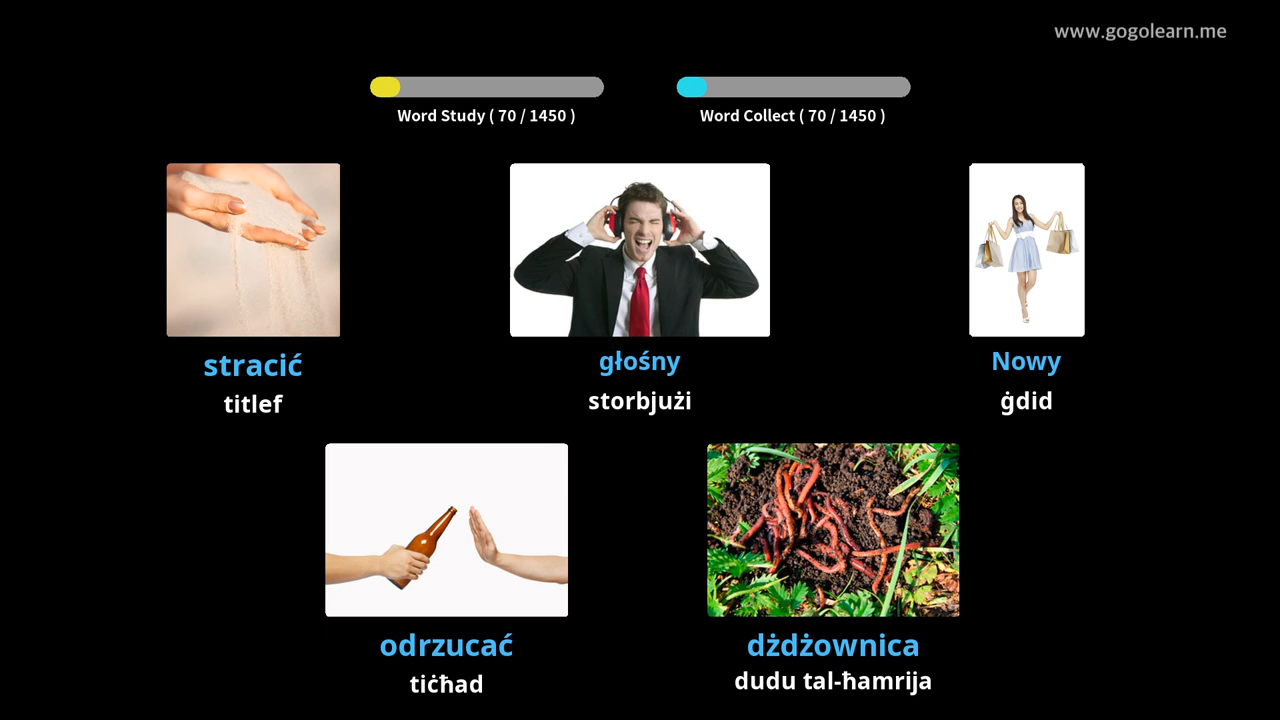 www.gogolearn.me
Word Study ( 70 / 1450 )
Word Collect ( 70 / 1450 )
stracić
titlef
głośny
storbjużi
Nowy
ġdid
odrzucać
tiċħad
dżdżownica
dudu tal-ħamrija